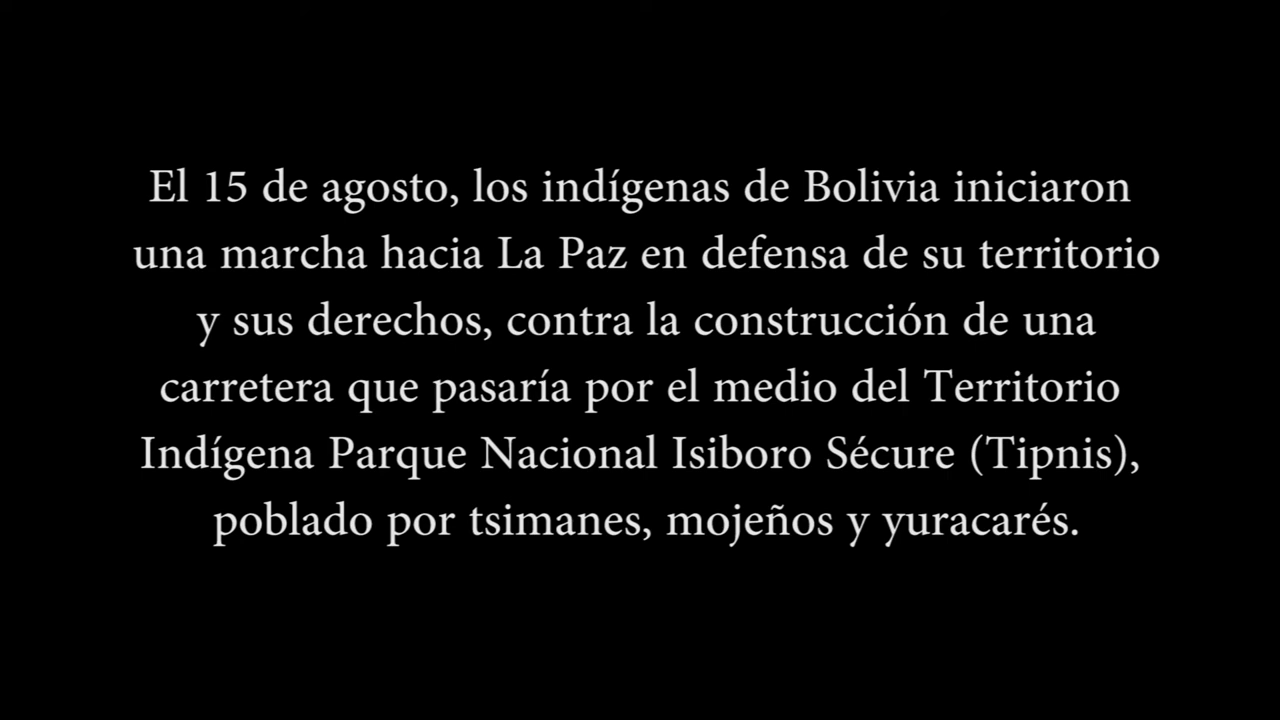 El 15 de agosto, los indígenas de Bolivia iniciaron
una marcha hacia La Paz en defensa de su territorio
y sus derechos, contra la construcción de una
carretera que pasaría por el medio del Territorio
Indígena Parque Nacional Isiboro Sécure (Tipnis),
poblado por tsimanes, mojeños y yuracarés.